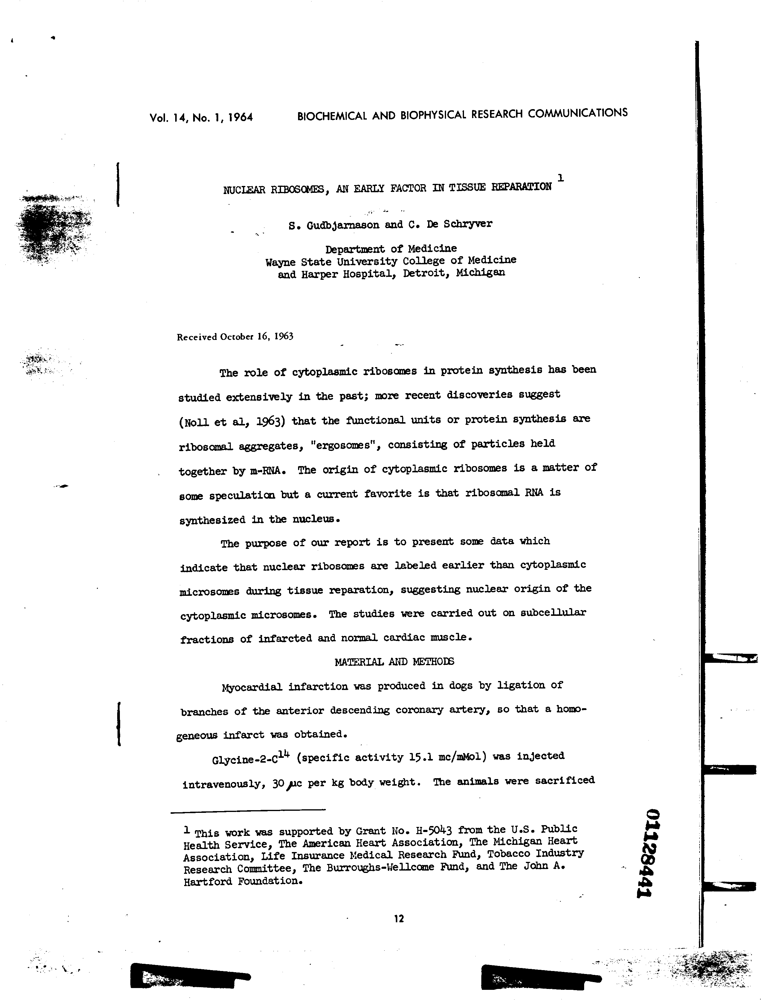 Vol. 14, No. 1, 1964 BIOCHEMICAL AND BIOPHYSICAL RESEARCH COMMUNICATIONS
NUCLEAR RIBOSOMES, AN EARLY FACTOR IN TISSUE REPARATION 1
S. Gudbjarnason and C. De Schryver
Department of Medicine
Wayne State University College of Medicine
and Harper Hospital, Detroit, Michigan
Received October 16, 1963
The role of cytoplasmic ribosomes in protein synthesis has been
studied extensively in the past; more recent discoveries suggest
(Noll et al, 1963) that the functional units or protein synthesis are
ribosomal aggregates, "ergosomes", consisting of particles held
together by m-RNA. The origin of cytoplasmic ribosomes is a matter of
some speculation but a current favorite is that ribosomal RNA is
synthesized in the nucleus.
The purpose of our report is to present some data which
indicate that nuclear ribosomes are labeled earlier than cytoplasmic
microsomes during tissue reparation, suggesting nuclear origin of the
cytoplasmic microsomes. The studies were carried out on subcellular
fractions of infarcted and normal cardiac muscle.
MATERIAL AND METHODS
Myocardial infarction was produced in dogs by ligation of
branches of the anterior descending coronary artery, so that a homo-
geneous infarct was obtained.
Glycine-2-C14 (specific activity 15.1 mc/mMol) was injected
intravenously, 30 µc per kg body weight. The animals were sacrificed
1 This work was supported by Grant No. H-5043 from the U.S. Public
Health Service, The American Heart Association, The Michigan Heart
Association, Life Insurance Medical Research Fund, Tobacco Industry
Research Committee, The Burroughs-Wellcome Fund, and The John A.
Hartford Foundation.
12
01128441